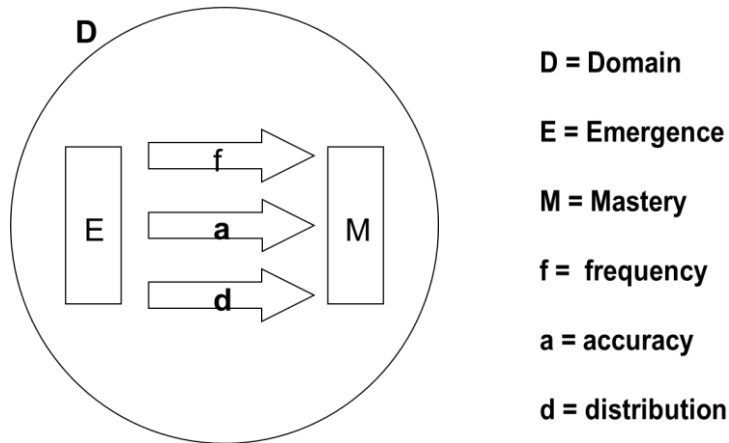 D
E
f
a
d
M
D = Domain
E = Emergence
M = Mastery
f = frequency
a = accuracy
d = distribution